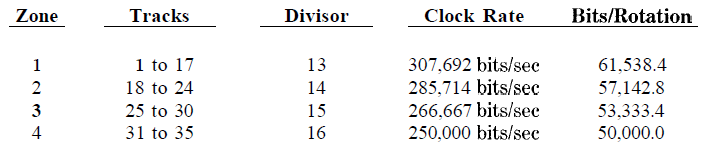 Zone Tracks Divisor Clock Rate Bits/Rotation
1 1 to 17 13 307,692 bits/sec 61,538.4
2 18 to 24 14 285,714 bits/sec 57,142.8
3 25 to 30 15 266,667 bits/sec 53,333.4
4 31 to 35 16 250,000 bits/sec 50,000.0